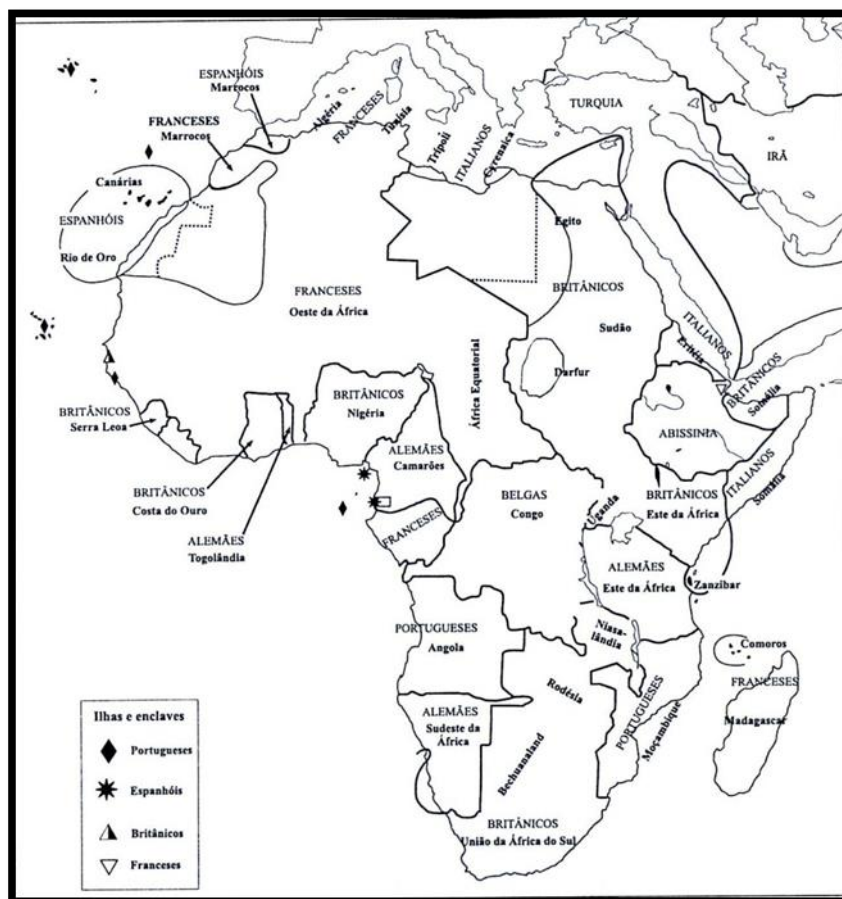 ESPANHÓIS
Marrocos
FRANCESES
Marrocos
Algéria
FRANCESES
Tunísia
Trípoli
ITALIANOS
Cyrenaica
TURQUIA
IRÃ
Canárias
ESPANHÓIS
Rio de Oro
Egito
FRANCESES
Oeste da África
BRITÂNICOS
Sudão
ITALIANOS
Eritréia
BRITÂNICOS
Somália
Darfur
África Equatorial
BRITÂNICOS
Nigéria
BRITÂNICOS
Serra Leoa
ALEMÃES
Camarões
ABISSINIA
ITALIANOS
Somália
BRITÂNICOS
Costa do Ouro
BELGAS
Congo
Uganda
BRITÂNICOS
Este da África
ALEMÃES
Togolândia
FRANCESES
ALEMÃES
Este da África
Zanzibar
PORTUGUESES
Angola
Niasa-
lândia
Comoros
FRANCESES
Madagascar
Rodésia
PORTUGUESES
Moçambique
ALEMÃES
Sudeste da
África
Bechuanaland
BRITÂNICOS
União da África do Sul
Ilhas e enclaves
Portugueses
Espanhóis
Britânicos
Franceses